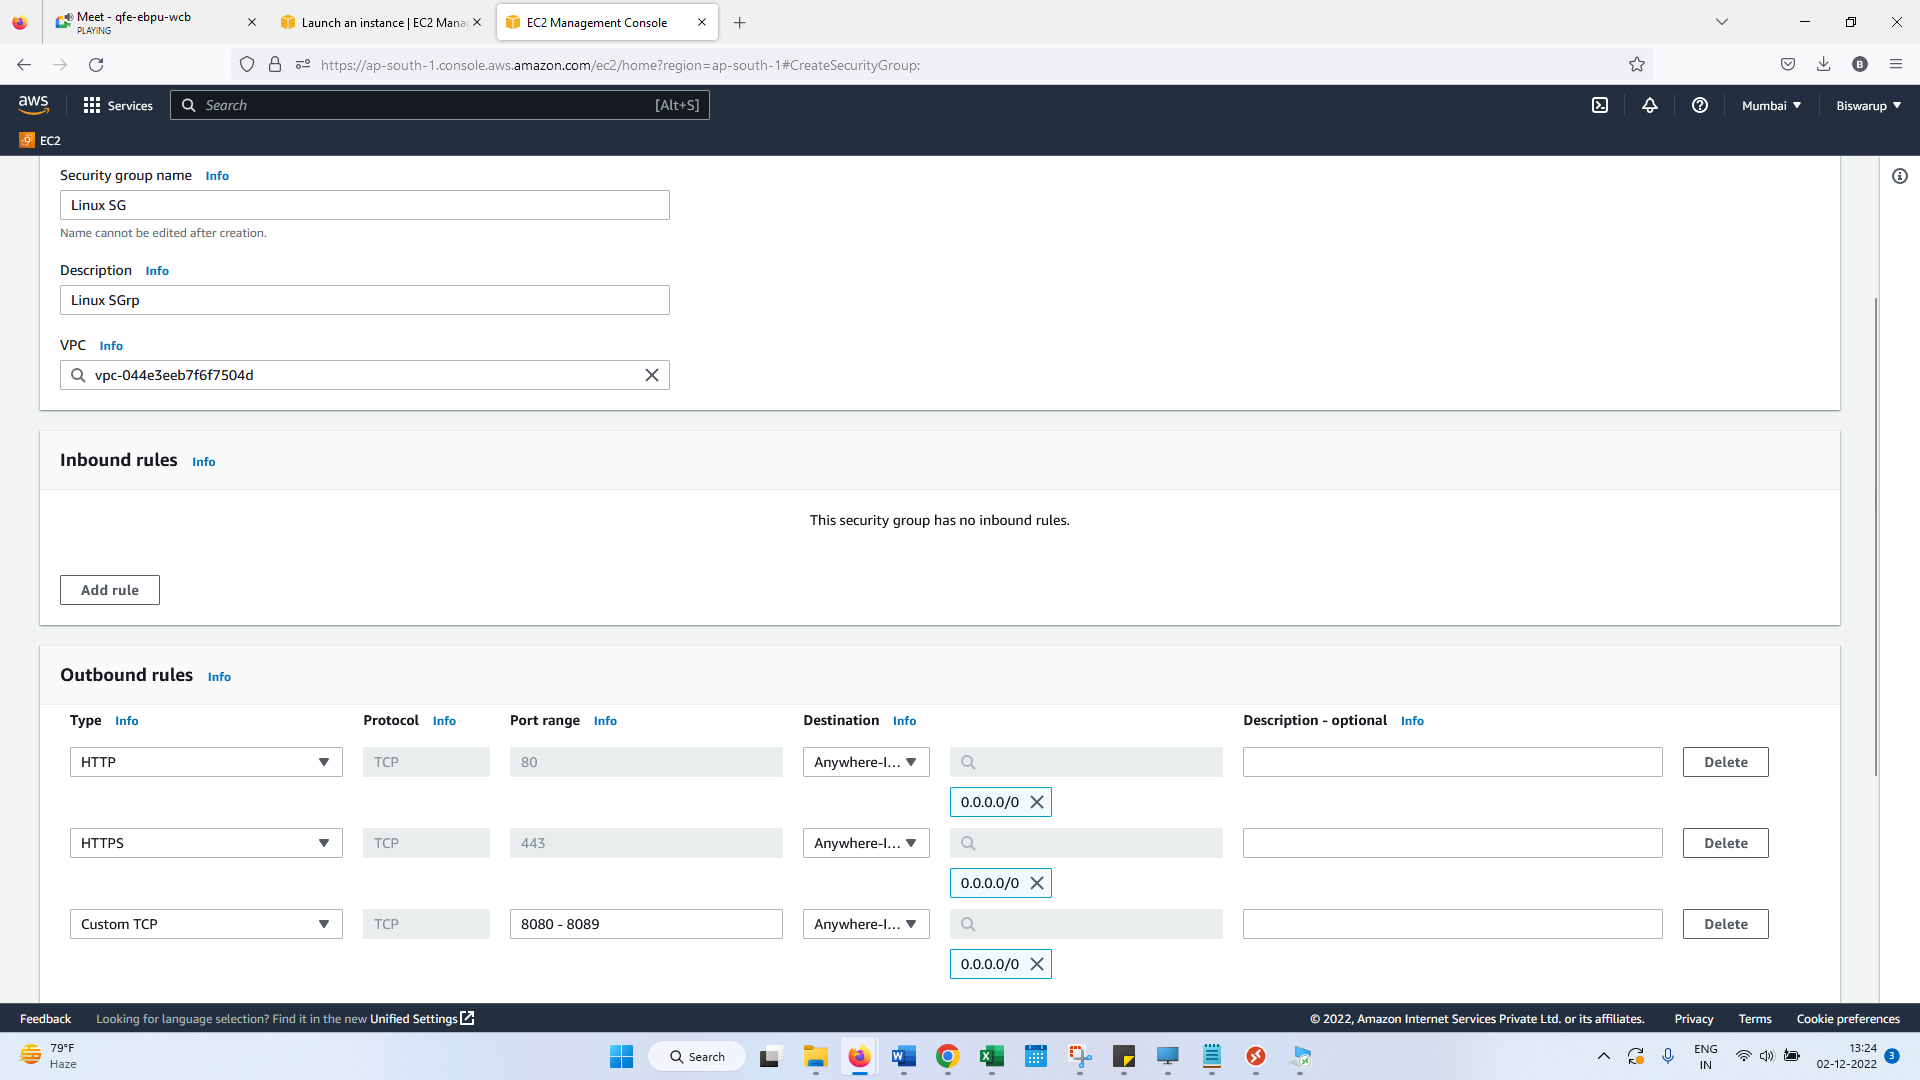 Meet - qfe-ebpu-wcb
PLAYING
Launch an instance | EC2 Mana
EC2 Management Console
https://ap-south-1.console.aws.amazon.com/ec2/home?region=ap-south-1#CreateSecurityGroup:
B
aws
Services
Search
[Alt+S]
Mumbai
Biswarup
EC2
Security group name Info
Linux SG
Name cannot be edited after creation.
Description Info
Linux SGrp
VPC Info
vpc-044e3eeb7f6f7504d
Inbound rules Info
This security group has no inbound rules.
Add rule
Outbound rules Info
Type Info Protocol Info Port range Info Destination Info Description - optional Info
HTTP TCP 80 Anywhere-I... Delete
0.0.0.0/0
HTTPS TCP 443 Anywhere-I... Delete
0.0.0.0/0
Custom TCP TCP 8080 - 8089 Anywhere-I... Delete
0.0.0.0/0
Feedback Looking for language selection? Find it in the new Unified Settings © 2022, Amazon Internet Services Private Ltd. or its affiliates. Privacy Terms Cookie preferences
79°F
Haze
Search
ENG
IN
13:24
02-12-2022
3